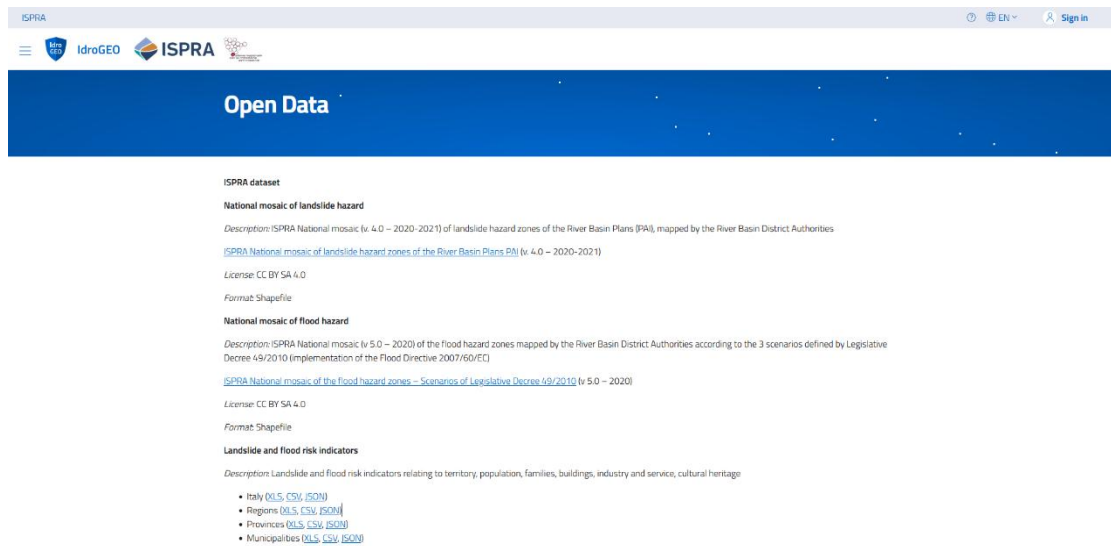 ISPRA
EN
Sign in
Idro
GEO
IdroGEO
ISPRA
Open Data
ISPRA dataset
National mosaic of landslide hazard
Description: ISPRA National mosaic (v. 4.0 – 2020-2021) of landslide hazard zones of the River Basin Plans (PAI), mapped by the River Basin District Authorities
ISPRA National mosaic of landslide hazard zones of the River Basin Plans PAI (v. 4.0 – 2020-2021)
License: CC BY SA 4.0
Format: Shapefile
National mosaic of flood hazard
Description: ISPRA National mosaic (v 5.0 – 2020) of the flood hazard zones mapped by the River Basin District Authorities according to the 3 scenarios defined by Legislative
Decree 49/2010 (implementation of the Flood Directive 2007/60/EC)
ISPRA National mosaic of the flood hazard zones – Scenarios of Legislative Decree 49/2010 (v 5.0 – 2020)
License: CC BY SA 4.0
Format: Shapefile
Landslide and flood risk indicators
Description: Landslide and flood risk indicators relating to territory, population, families, buildings, industry and service, cultural heritage
• Italy (XLS, CSV, JSON)
• Regions (XLS, CSV, JSON)
• Provinces (XLS, CSV, JSON)
• Municipalities (XLS, CSV, JSON)